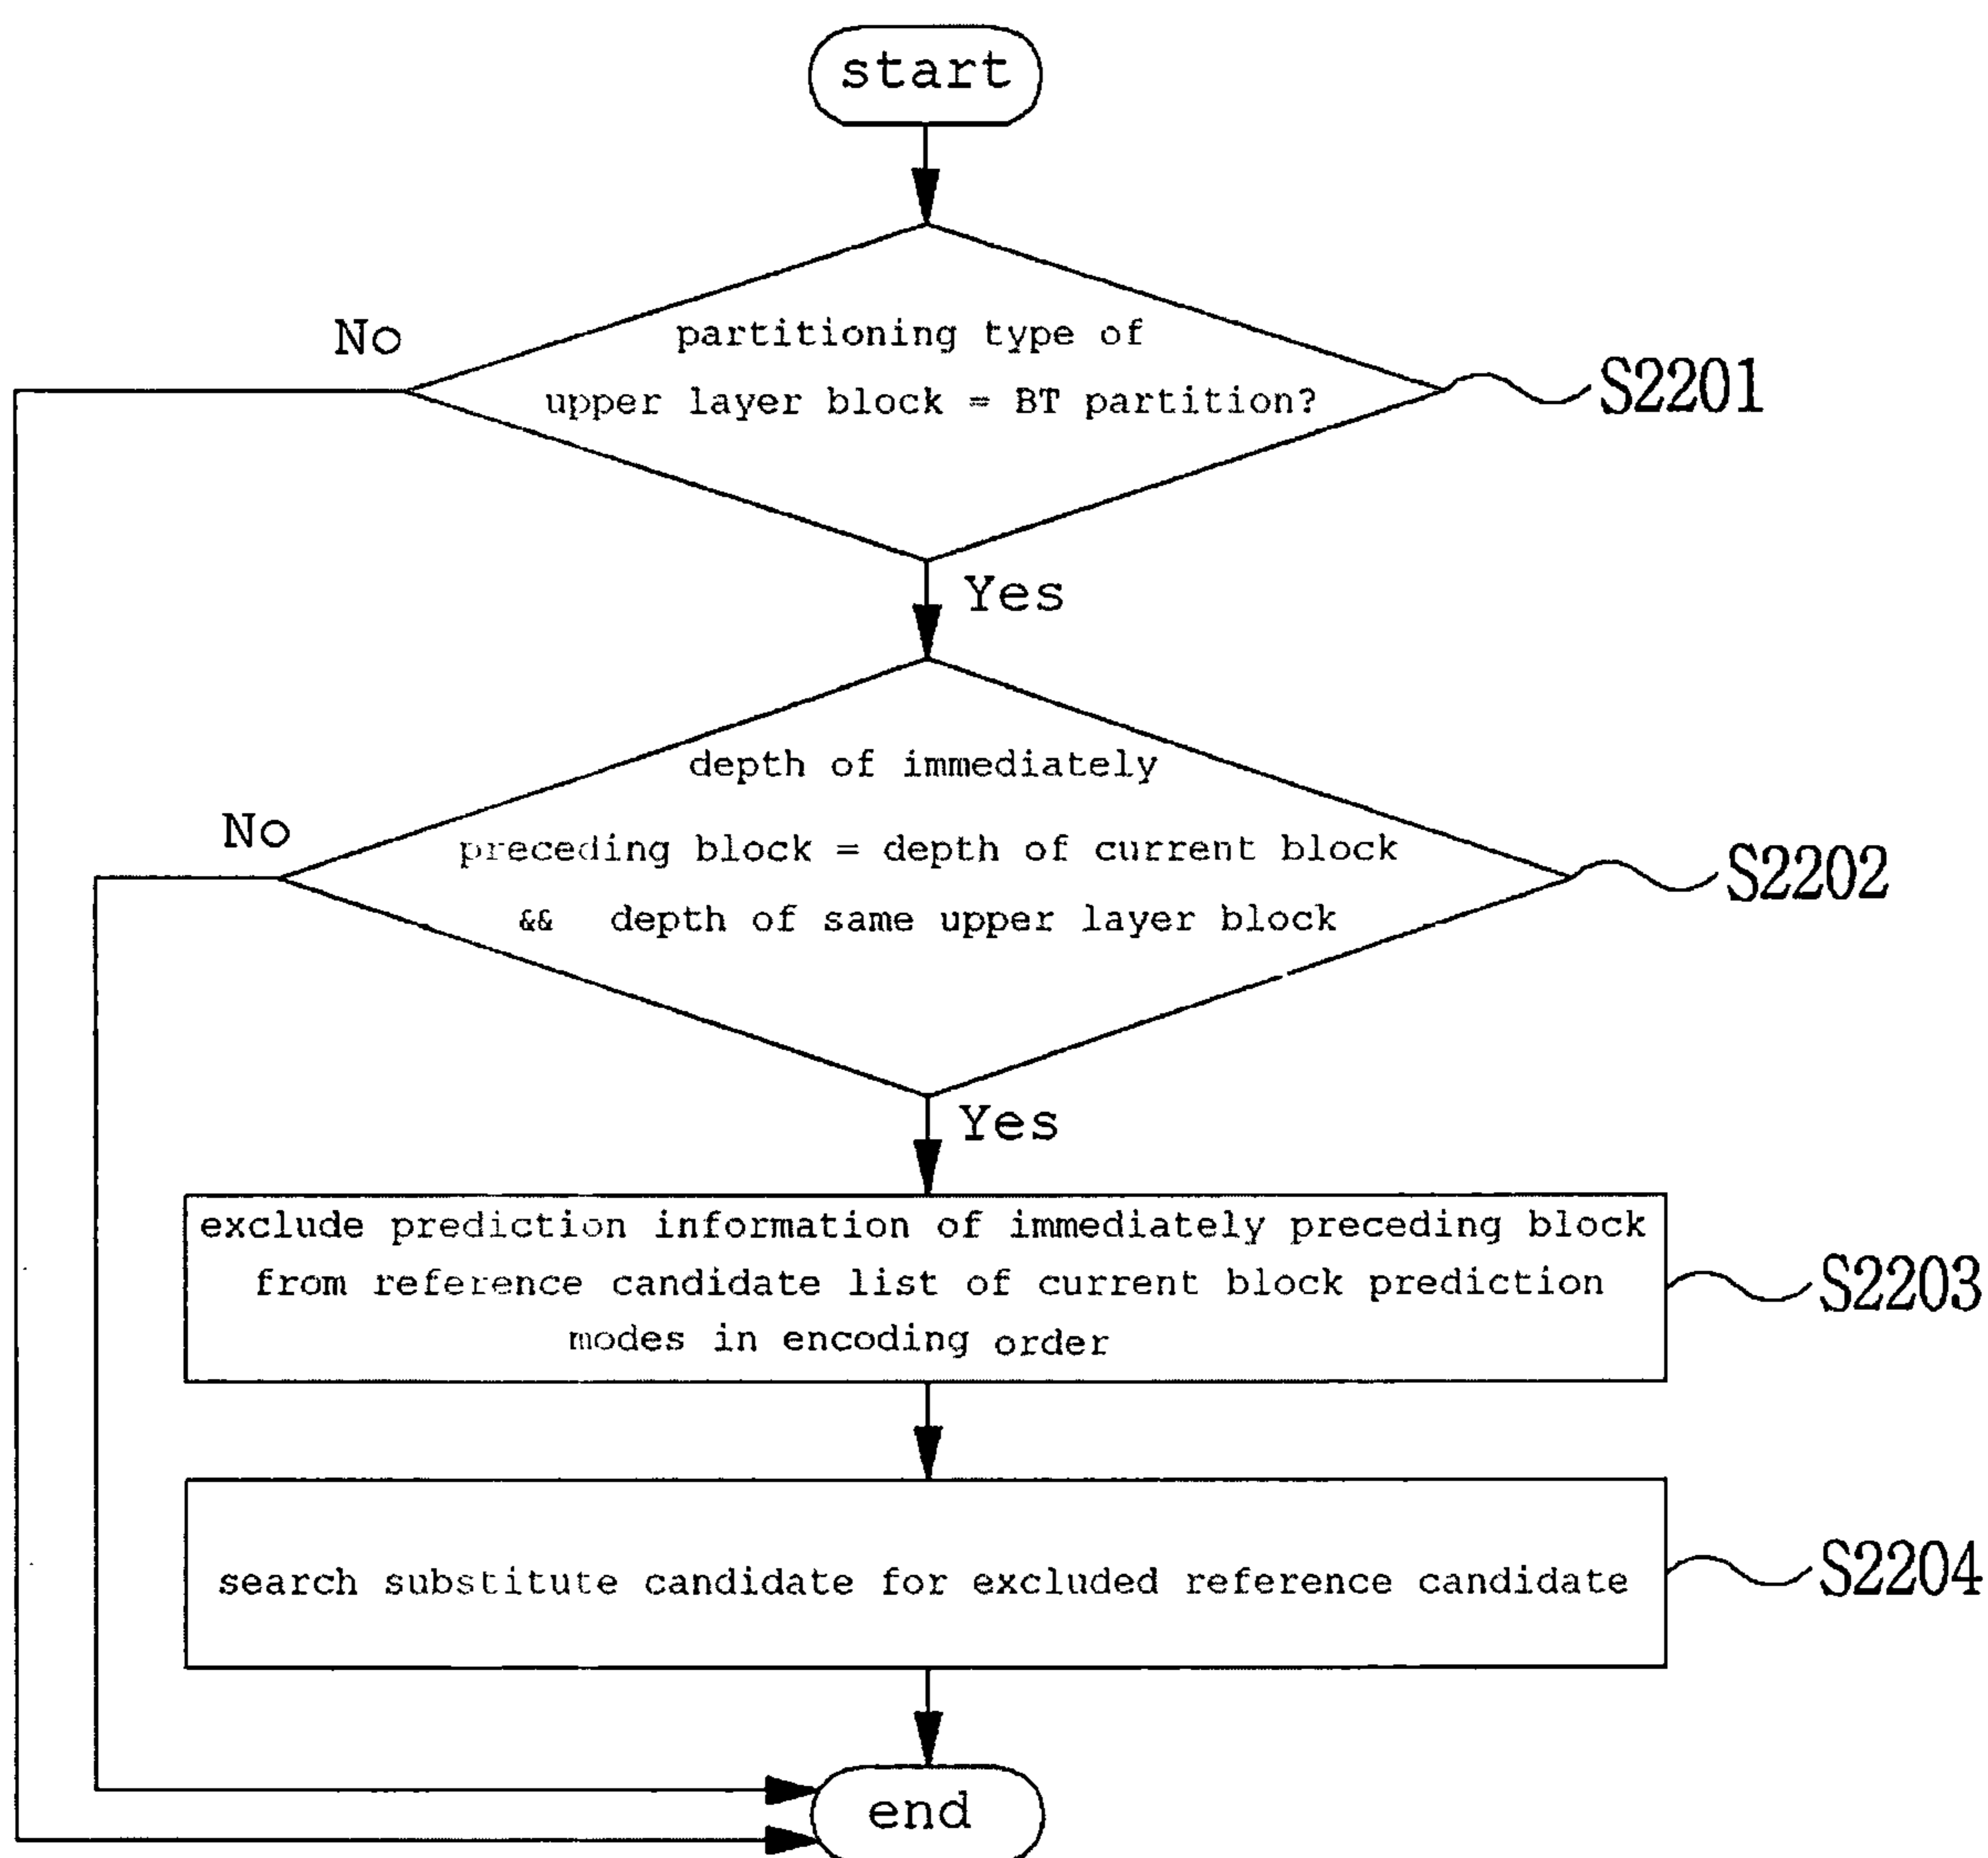 start
No
partitioning type of
upper layer block = BT partition?
S2201
Yes
depth of immediately
No
preceding block = depth of current block
&& depth of same upper layer block
S2202
Yes
exclude prediction information of immediately preceding block
from reference candidate list of current block prediction
modes in encoding order
S2203
search substitute candidate for excluded reference candidate
S2204
end